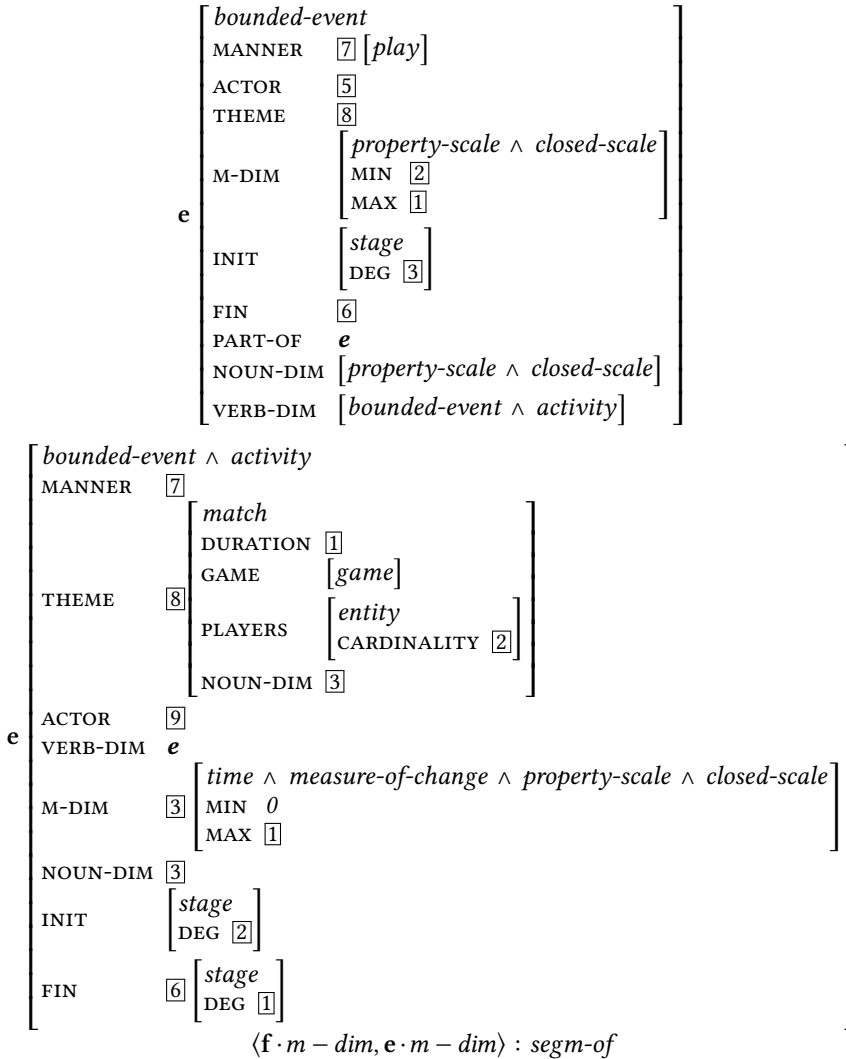 bounded-event
MANNER 7 [play]
ACTOR 5
THEME 8
property-scale ∧ closed-scale
M-DIM MIN 2
MAX 1
e
stage
INIT DEG 3
FIN 6
PART-OF e
NOUN-DIM [property-scale ∧ closed-scale]
VERB-DIM [bounded-event ∧ activity]
bounded-event ∧ activity
MANNER 7
match
DURATION 1
GAME [game]
THEME 8
entity
PLAYERS CARDINALITY 2
NOUN-DIM 3
ACTOR 9
e VERB-DIM e
time ∧ measure-of-change ∧ property-scale ∧ closed-scale
M-DIM 3 MIN 0
MAX 1
NOUN-DIM 3
stage
INIT DEG 2
stage
FIN 6 DEG 1
⟨f · m − dim, e · m − dim⟩ : segm-of